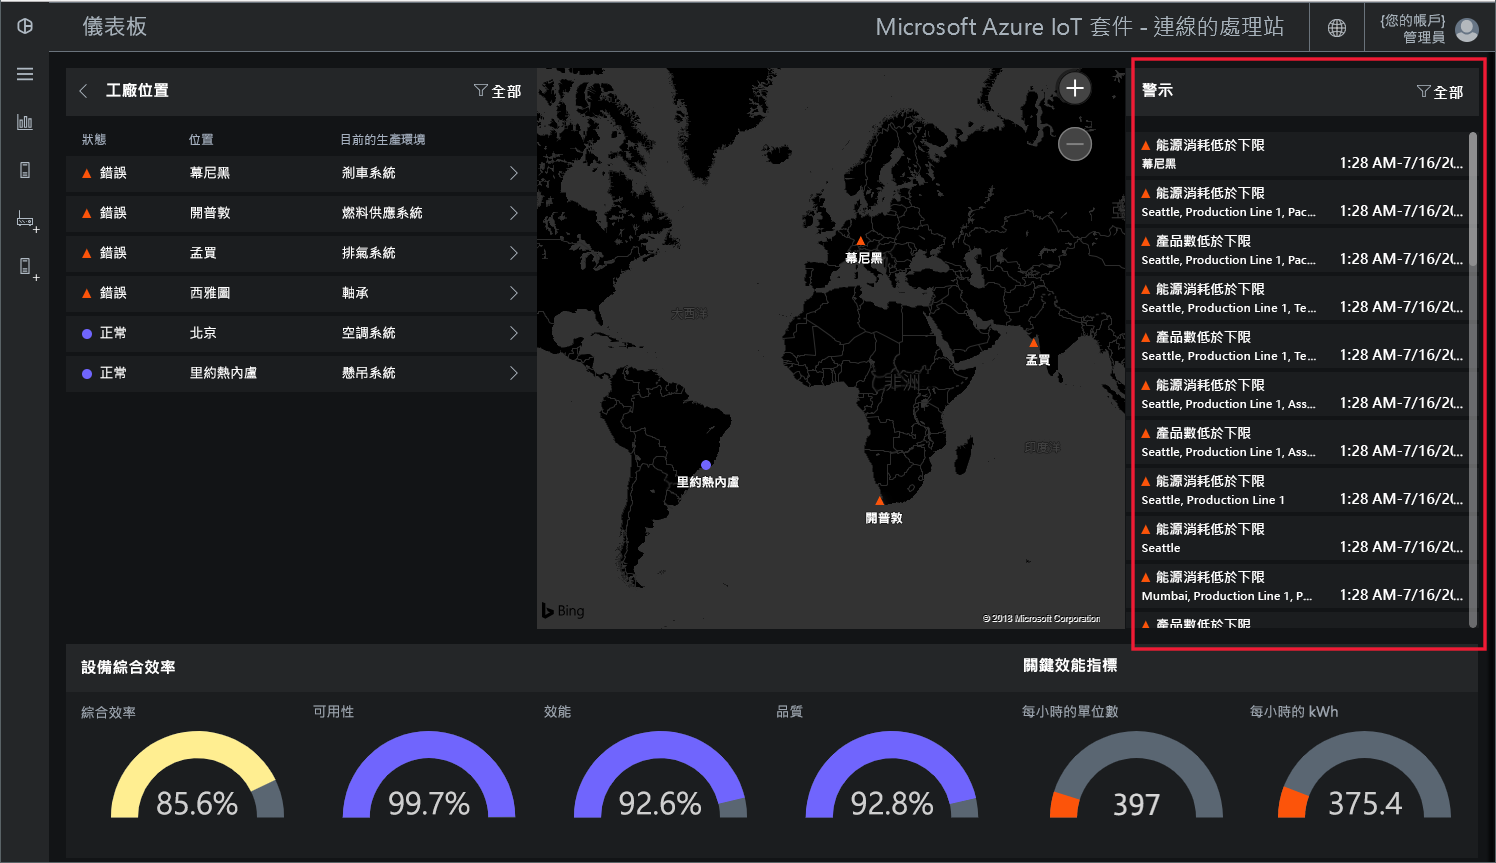 儀表板
Microsoft Azure IoT 套件 - 連線的處理站
{您的帳戶}
管理員
工廠位置
全部
狀態 位置 目前的生產環境
錯誤 幕尼黑 剎車系統
錯誤 開普敦 燃料供應系統
錯誤 孟買 排氣系統
錯誤 西雅圖 軸承
正常 北京 空調系統
正常 里約熱內盧 懸吊系統
大西洋
非洲
印度洋
幕尼黑
孟買
里約熱內盧
開普敦
Bing
© 2018 Microsoft Corporation
警示
全部
能源消耗低於下限
幕尼黑 1:28 AM-7/16/20...
能源消耗低於下限
Seattle, Production Line 1, Pac... 1:28 AM-7/16/20...
產品數低於下限
Seattle, Production Line 1, Pac... 1:28 AM-7/16/20...
能源消耗低於下限
Seattle, Production Line 1, Te... 1:28 AM-7/16/20...
產品數低於下限
Seattle, Production Line 1, Te... 1:28 AM-7/16/20...
能源消耗低於下限
Seattle, Production Line 1, Ass... 1:28 AM-7/16/20...
產品數低於下限
Seattle, Production Line 1, Ass... 1:28 AM-7/16/20...
能源消耗低於下限
Seattle, Production Line 1 1:28 AM-7/16/20...
能源消耗低於下限
Seattle 1:28 AM-7/16/20...
能源消耗低於下限
Mumbai, Production Line 1, P... 1:28 AM-7/16/20...
產品數低於下限
設備綜合效率
關鍵效能指標
綜合效率 可用性 效能 品質 每小時的單位數 每小時的 kWh
85.6% 99.7% 92.6% 92.8% 397 375.4